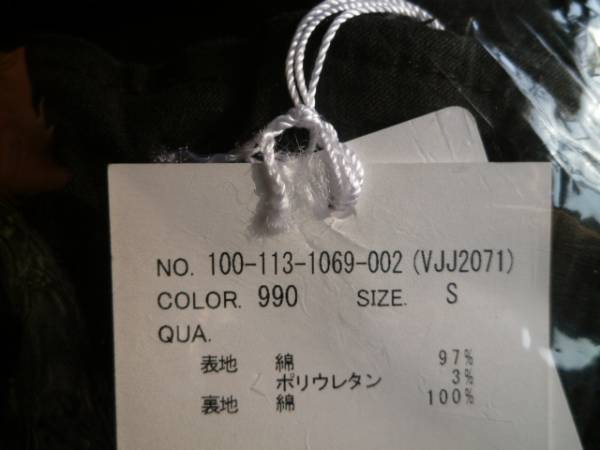 NO. 100-113-1069-002 (VJJ2071)
COLOR. 990 SIZE. S
QUA.
表地 綿 97%
ポリウレタン 3%
裏地 綿 100%